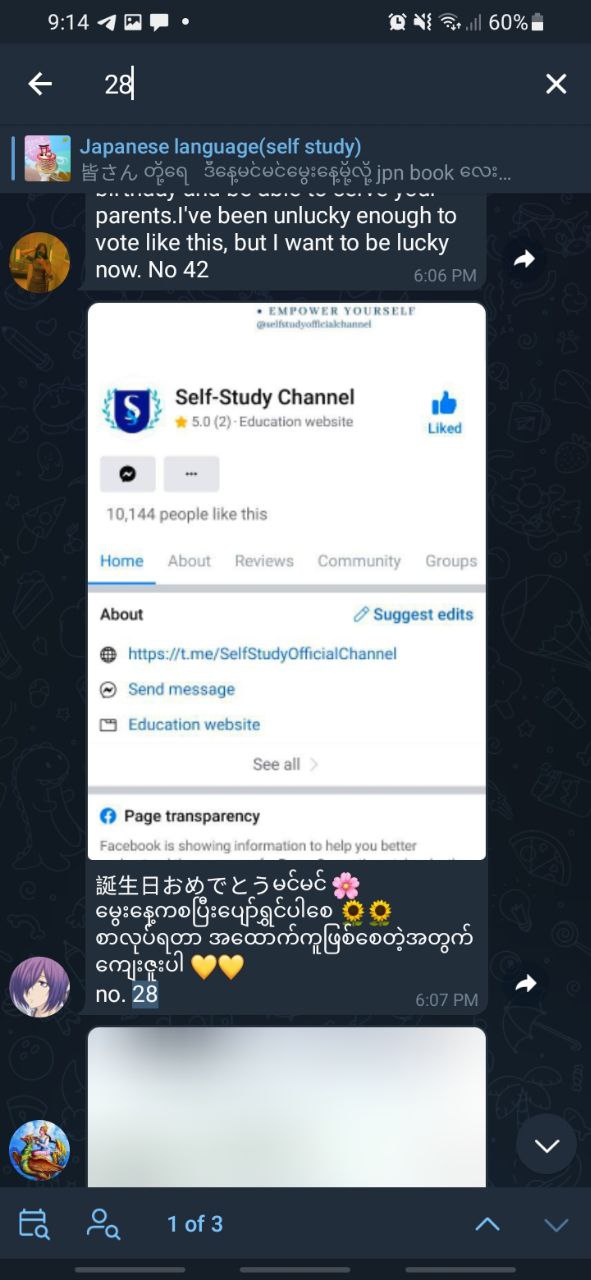 9:14
60%
28
Japanese language(self study)
皆さん တို့ရေ ဒီနေ့မင်မင်မွေးနေ့မို့လို့ jpn book လေး...
birthday and be able to serve your
parents.I've been unlucky enough to
vote like this, but I want to be lucky
now. No 42
6:06 PM
• EMPOWER YOURSELF
@selfstudyofficialchannel
S
Self-Study Channel
5.0 (2) · Education website
Liked
10,144 people like this
Home About Reviews Community Groups
About
Suggest edits
https://t.me/SelfStudyOfficialChannel
Send message
Education website
See all
Page transparency
Facebook is showing information to help you better
誕生日おめでとうမင်မင် 🌸
မွေးနေ့ကစပြီးပျော်ရွှင်ပါစေ 🌻🌻
စာလုပ်ရတာ အထောက်ကူဖြစ်စေတဲ့အတွက်
ကျေးဇူးပါ 💛💛
no. 28
6:07 PM
1 of 3